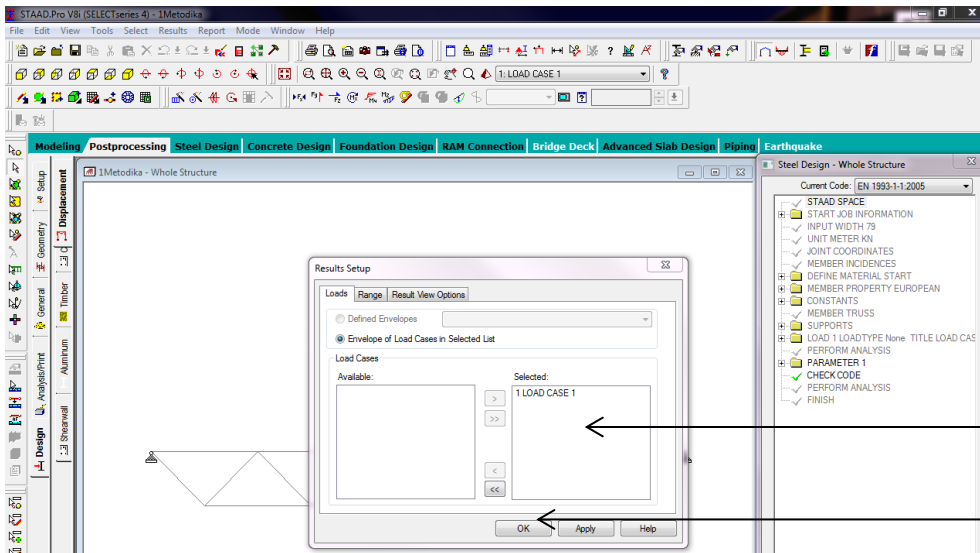 STAAD.Pro V8i (SELECTseries 4) - 1Metodika
File Edit View Tools Select Results Report Mode Window Help
1: LOAD CASE 1
Modeling Postprocessing Steel Design Concrete Design Foundation Design RAM Connection Bridge Deck Advanced Slab Design Piping Earthquake
1Metodika - Whole Structure
Setup
Geometry
General
Analysis/Print
Design
Displacement
Timber
Aluminum
Shearwall
Results Setup
Loads Range Result View Options
Defined Envelopes
Envelope of Load Cases in Selected List
Load Cases
Available:
Selected:
1 LOAD CASE 1
>
>>
<
<<
OK Apply Help
Steel Design - Whole Structure
Current Code: EN 1993-1-1:2005
STAAD SPACE
START JOB INFORMATION
INPUT WIDTH 79
UNIT METER KN
JOINT COORDINATES
MEMBER INCIDENCES
DEFINE MATERIAL START
MEMBER PROPERTY EUROPEAN
CONSTANTS
MEMBER TRUSS
SUPPORTS
LOAD 1 LOADTYPE None TITLE LOAD CAS
PERFORM ANALYSIS
PARAMETER 1
CHECK CODE
PERFORM ANALYSIS
FINISH